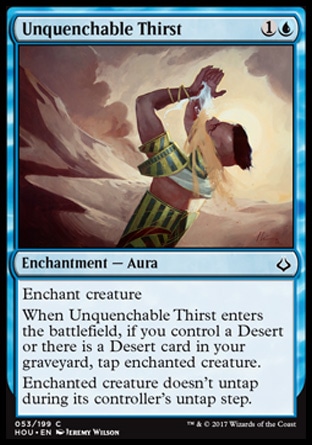 Unquenchable Thirst 1
Enchantment — Aura
Enchant creature
When Unquenchable Thirst enters
the battlefield, if you control a Desert
or there is a Desert card in your
graveyard, tap enchanted creature.
Enchanted creature doesn't untap
during its controller's untap step.
053/199 C
HOU • EN Jeremy Wilson
™ & © 2017 Wizards of the Coast